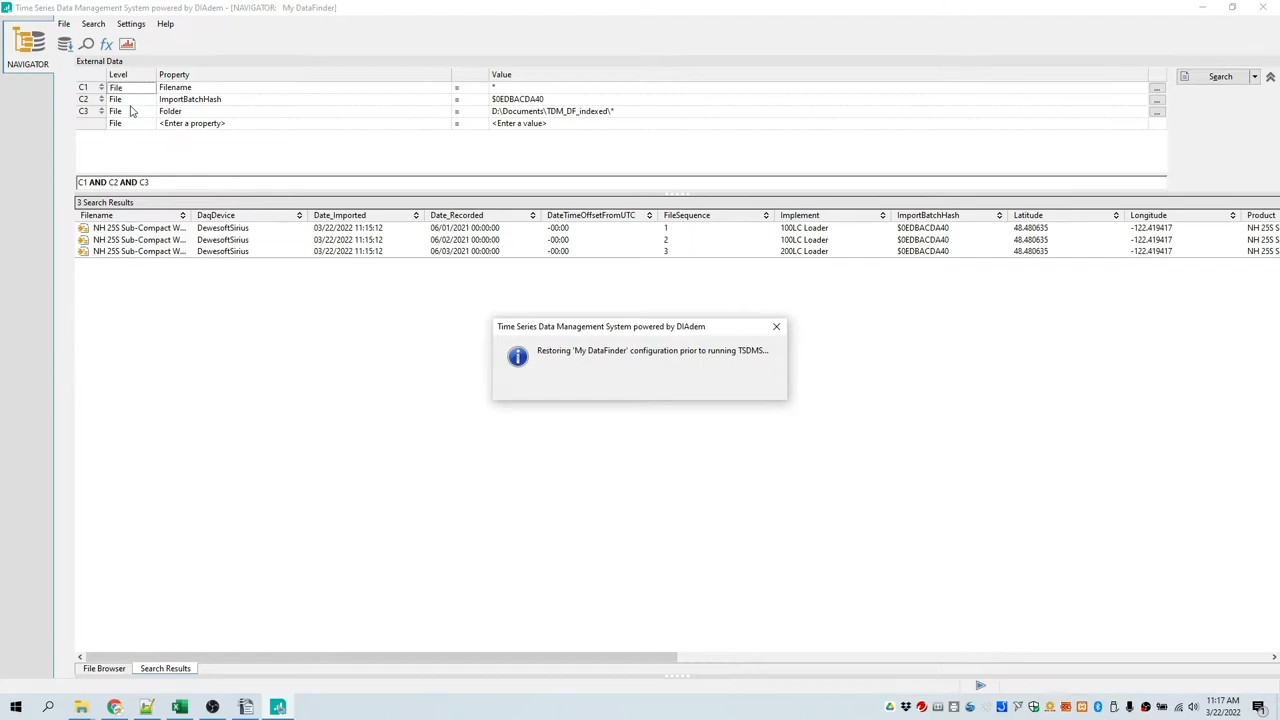 Time Series Data Management System powered by DIAdem - [NAVIGATOR: My DataFinder]
File Search Settings Help
NAVIGATOR
External Data
Level Property Value
C1 File Filename = * ...
C2 File ImportBatchHash = $0EDBACDA40 ...
C3 File Folder = D:\Documents\TDM_DF_indexed\* ...
File <Enter a property> = <Enter a value>
Search
C1 AND C2 AND C3
3 Search Results
Filename DaqDevice Date_Imported Date_Recorded DateTimeOffsetFromUTC FileSequence Implement ImportBatchHash Latitude Longitude Product
NH 25S Sub-Compact W... DewesoftSirius 03/22/2022 11:15:12 06/01/2021 00:00:00 -00:00 1 100LC Loader $0EDBACDA40 48.480635 -122.419417 NH 25S S
NH 25S Sub-Compact W... DewesoftSirius 03/22/2022 11:15:12 06/02/2021 00:00:00 -00:00 2 100LC Loader $0EDBACDA40 48.480635 -122.419417 NH 25S S
NH 25S Sub-Compact W... DewesoftSirius 03/22/2022 11:15:12 06/03/2021 00:00:00 -00:00 3 200LC Loader $0EDBACDA40 48.480635 -122.419417 NH 25S S
Time Series Data Management System powered by DIAdem
Restoring 'My DataFinder' configuration prior to running TSDMS...
File Browser Search Results
11:17 AM
3/22/2022